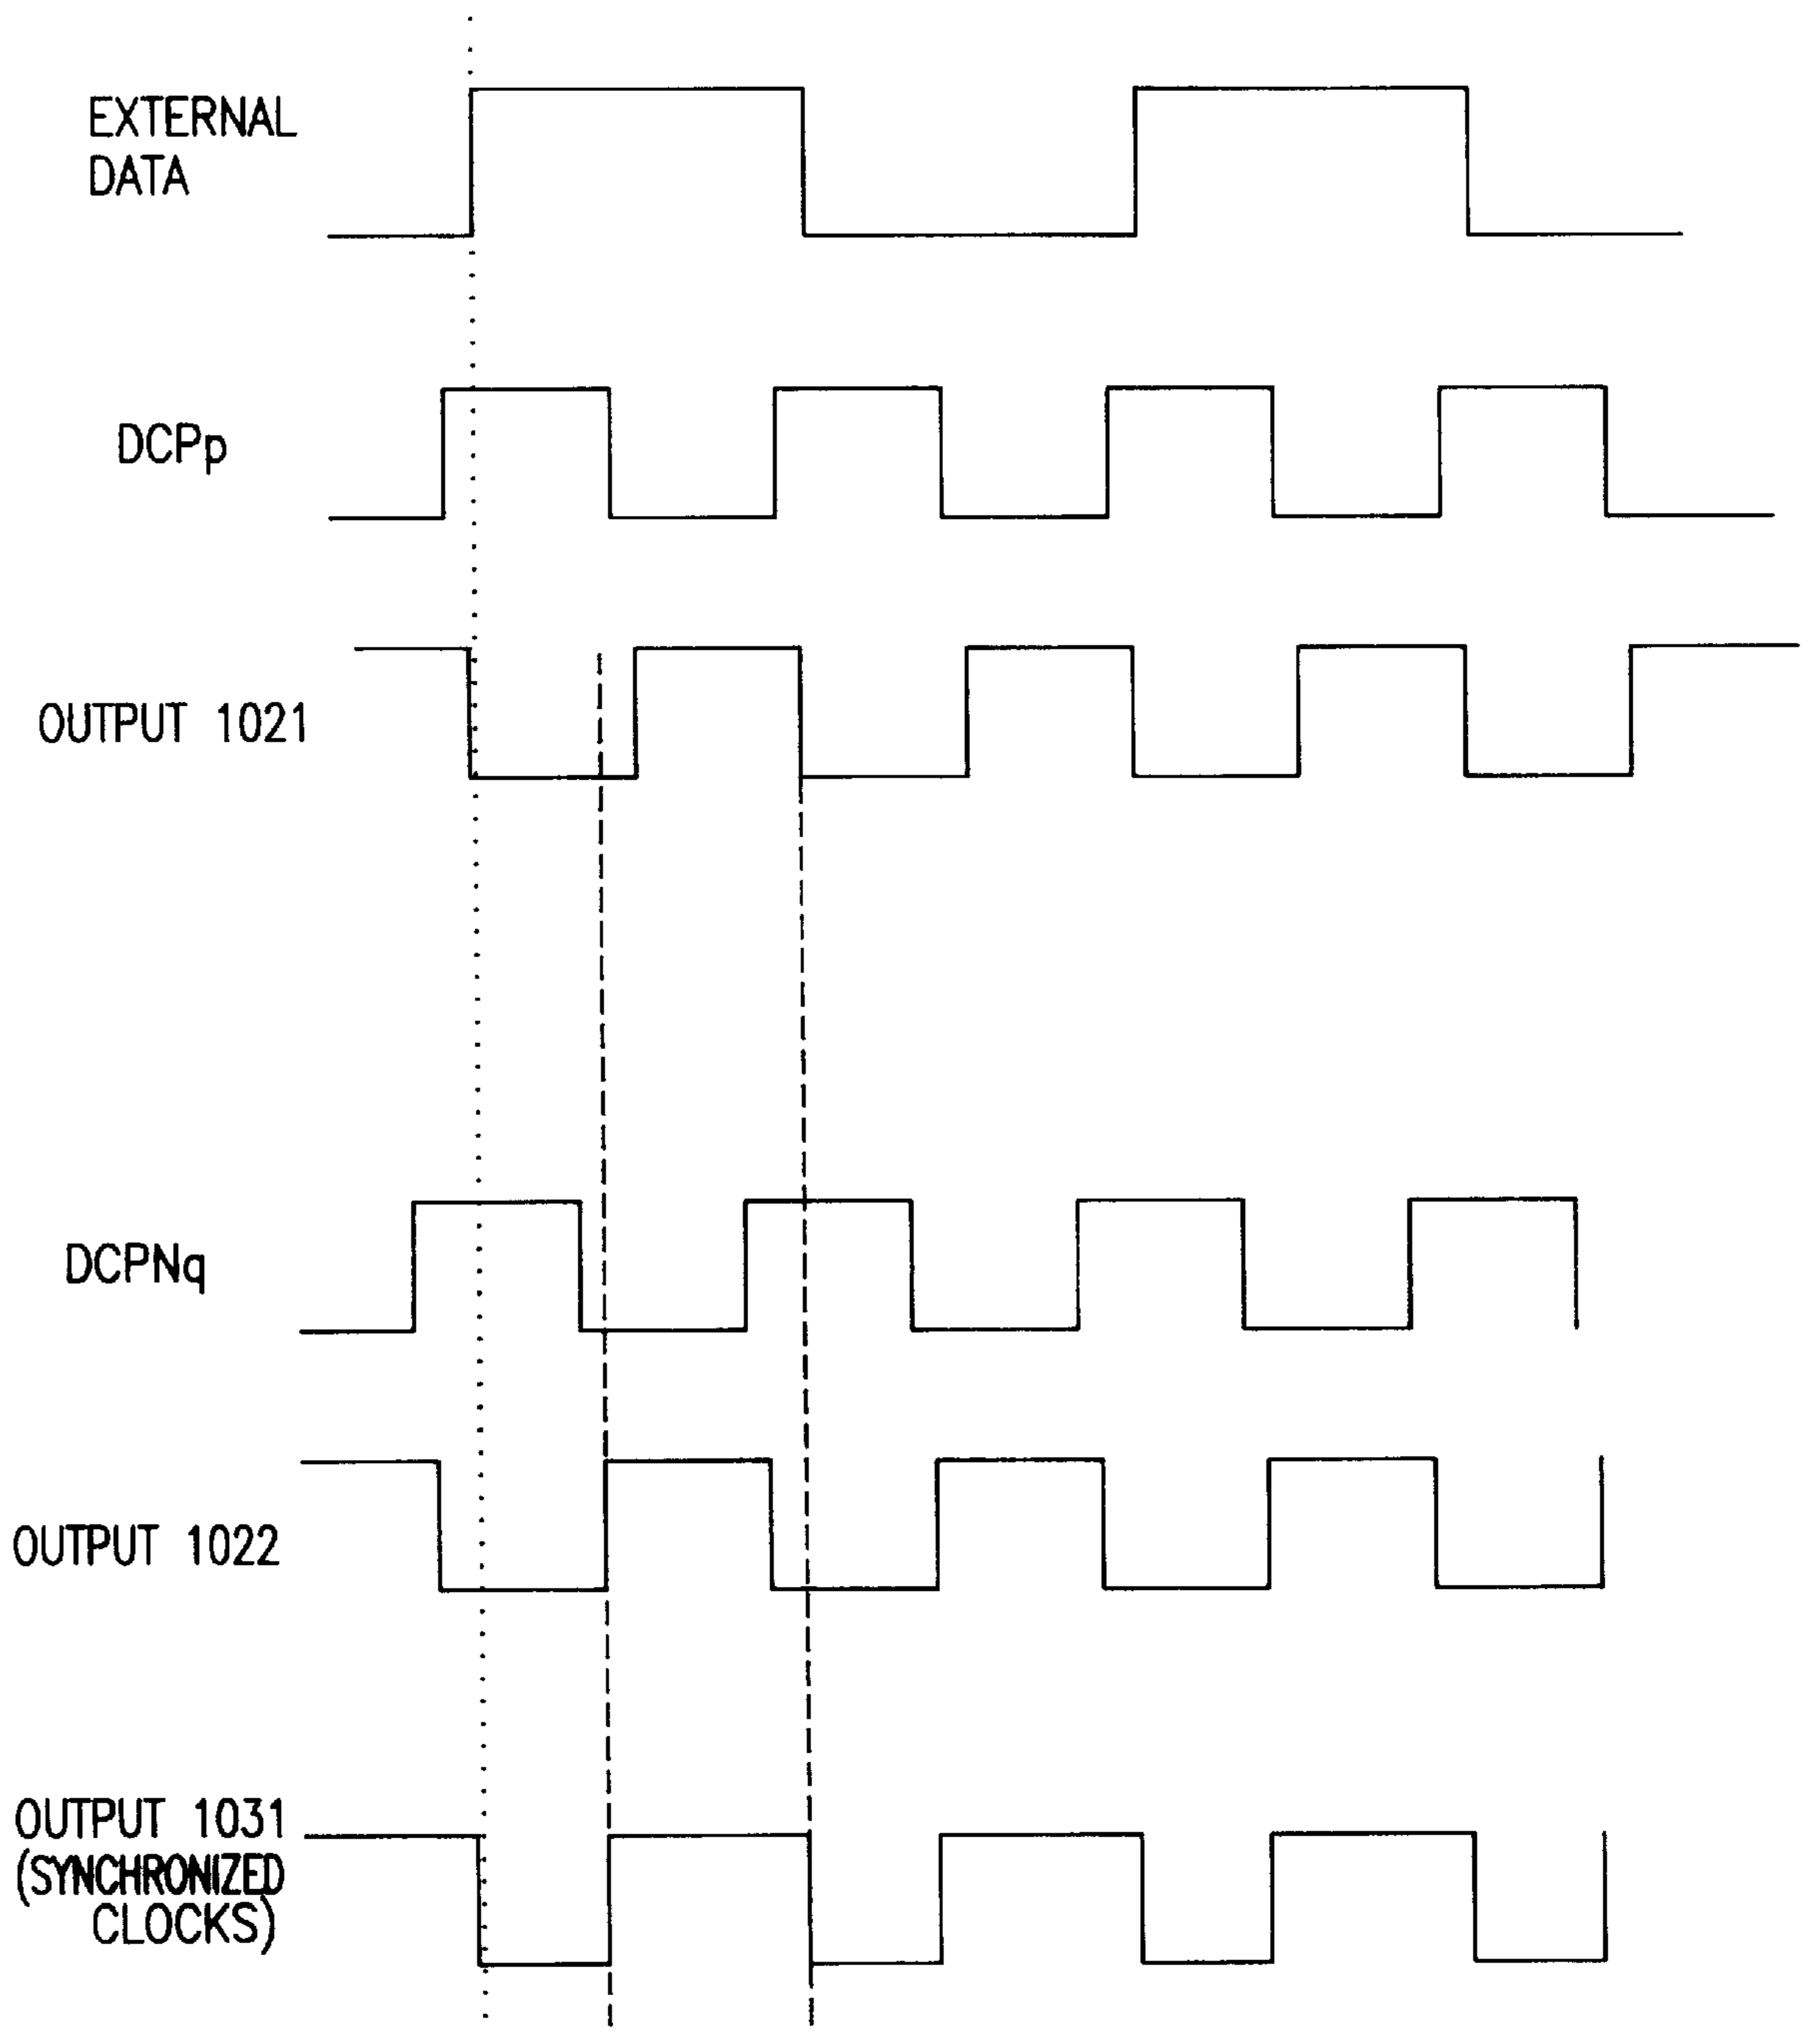 EXTERNAL
DATA
DCPp
OUTPUT 1021
DCPNq
OUTPUT 1022
OUTPUT 1031
(SYNCHRONIZED
CLOCKS)